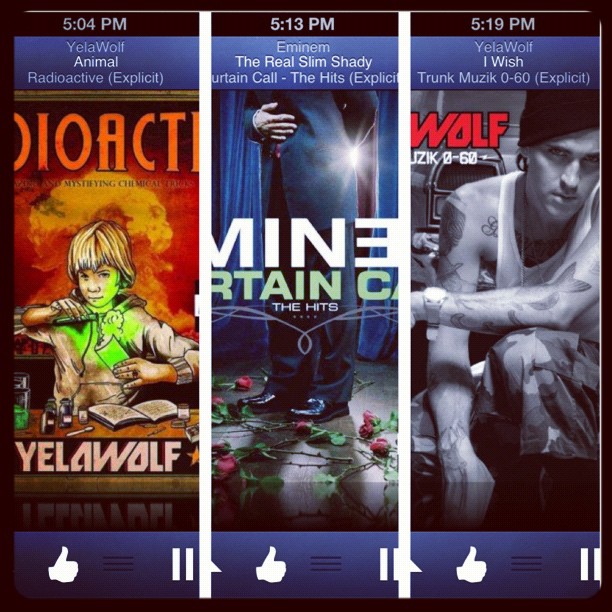 5:04 PM
YelaWolf
Animal
Radioactive (Explicit)
DIOACTI
AND MYSTIFYING CHEMICAL
YELAWOLF
5:13 PM
Eminem
The Real Slim Shady
urtain Call - The Hits (Explicit
MINE
RTAIN CA
THE HITS
5:19 PM
YelaWolf
I Wish
Trunk Muzik 0-60 (Explicit)
WOLF
UZIK 0-60